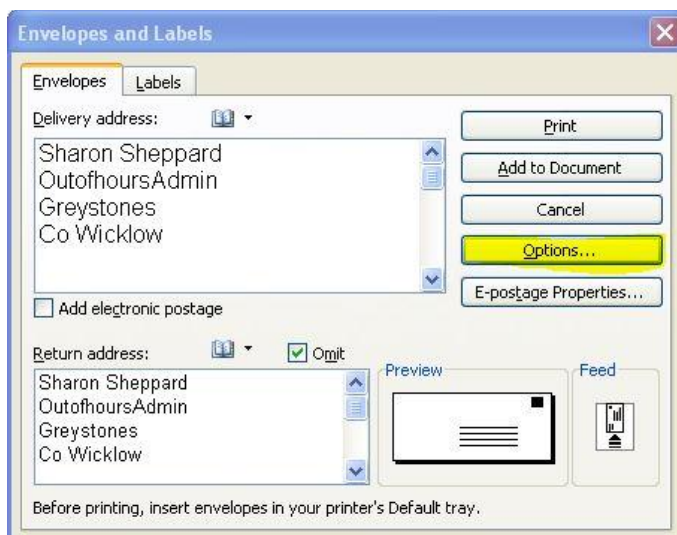 Envelopes and Labels
Envelopes
Labels
Delivery address:
Sharon Sheppard
OutofhoursAdmin
Greystones
Co Wicklow
Print
Add to Document
Cancel
Options...
E-postage Properties...
Add electronic postage
Return address:
Omit
Sharon Sheppard
OutofhoursAdmin
Greystones
Co Wicklow
Preview
Feed
Before printing, insert envelopes in your printer's Default tray.